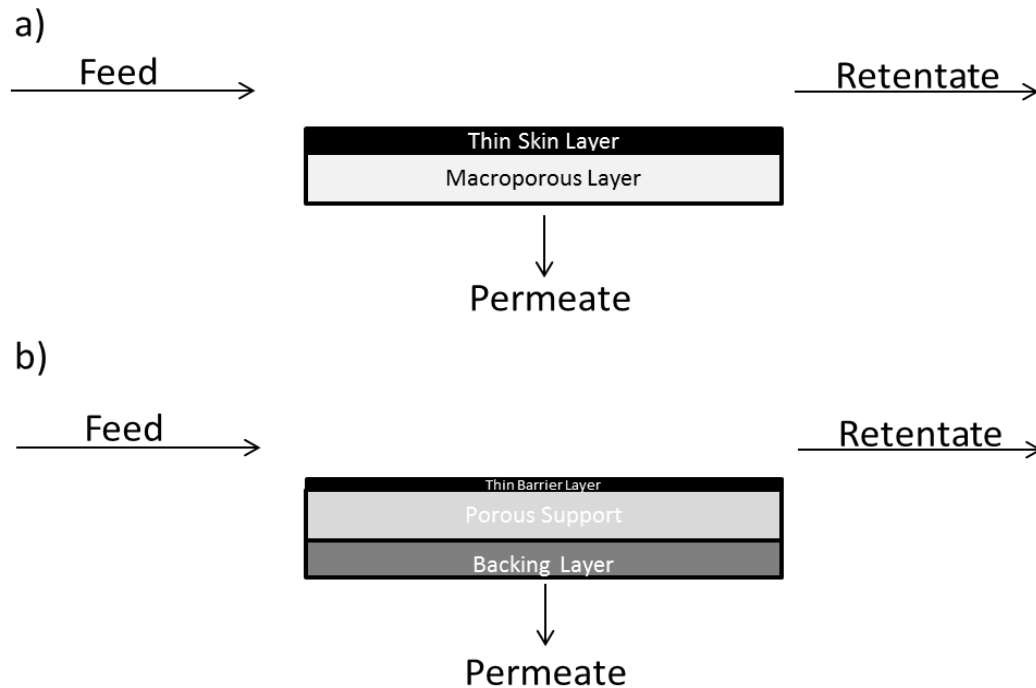 a)
Feed
Retentate
Thin Skin Layer
Macroporous Layer
Permeate
b)
Feed
Retentate
Thin Barrier Layer
Porous Support
Backing Layer
Permeate